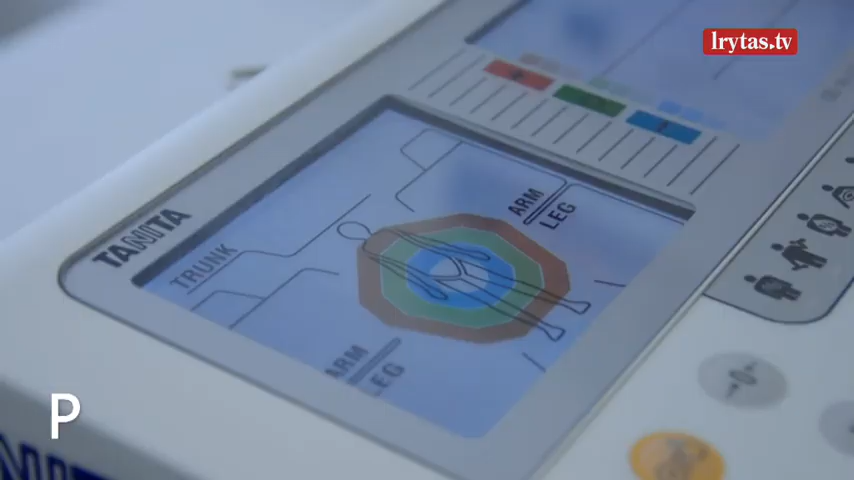 lrytas.tv
TANITA
TRUNK
ARM
LEG
ARM
LEG
P